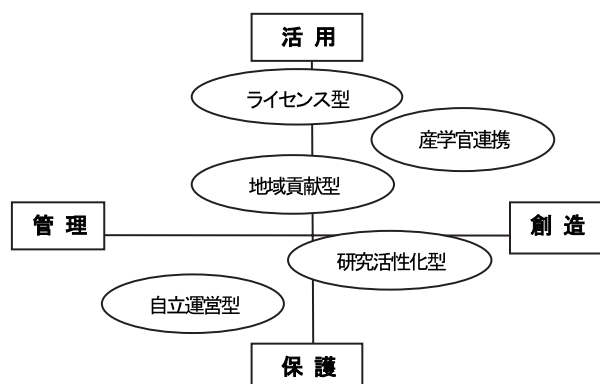 活 用
ライセンス型
産学官連携
地域貢献型
管 理
創 造
研究活性化型
自立運営型
保 護